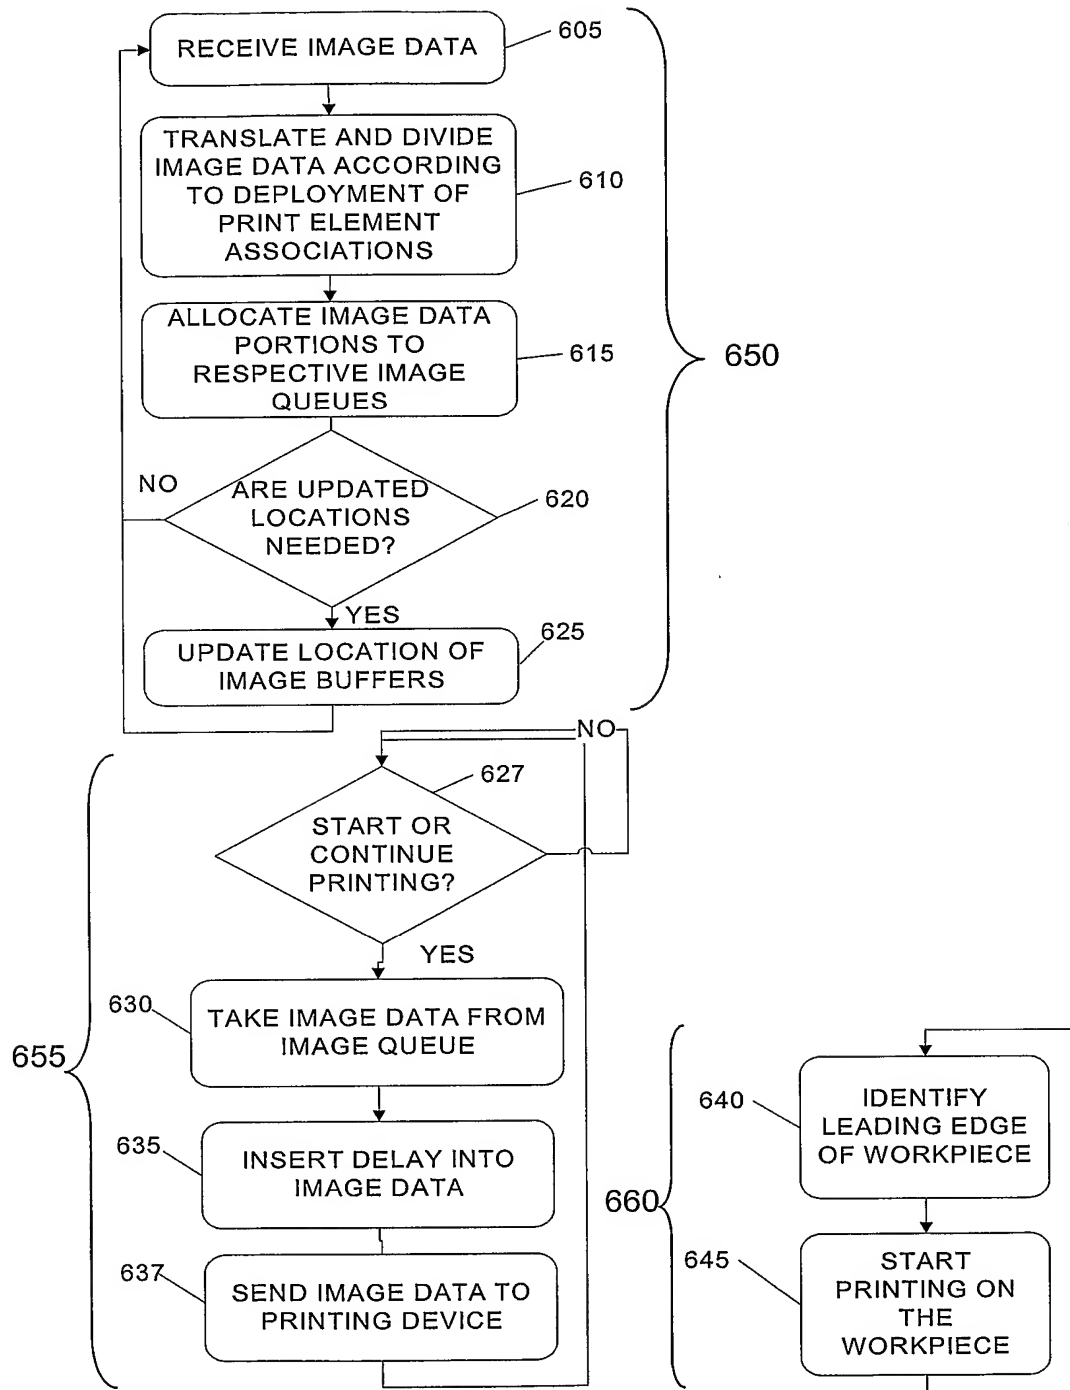 RECEIVE IMAGE DATA
605
TRANSLATE AND DIVIDE
IMAGE DATA ACCORDING
TO DEPLOYMENT OF
PRINT ELEMENT
ASSOCIATIONS
610
ALLOCATE IMAGE DATA
PORTIONS TO
RESPECTIVE IMAGE
QUEUES
615
650
NO
ARE UPDATED
LOCATIONS
NEEDED?
620
YES
625
UPDATE LOCATION OF
IMAGE BUFFERS
NO
627
START OR
CONTINUE
PRINTING?
YES
630
TAKE IMAGE DATA FROM
IMAGE QUEUE
655
635
INSERT DELAY INTO
IMAGE DATA
637
SEND IMAGE DATA TO
PRINTING DEVICE
640
IDENTIFY
LEADING EDGE
OF WORKPIECE
660
645
START
PRINTING ON
THE
WORKPIECE